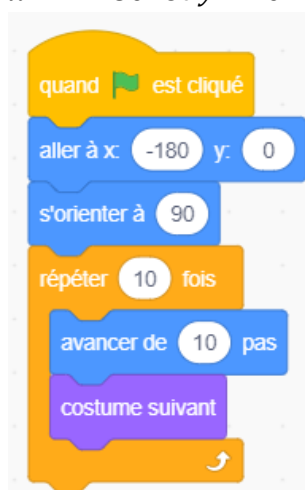 quand est cliqué
aller à x: -180 y: 0
s'orienter à 90
répéter 10 fois
avancer de 10 pas
costume suivant